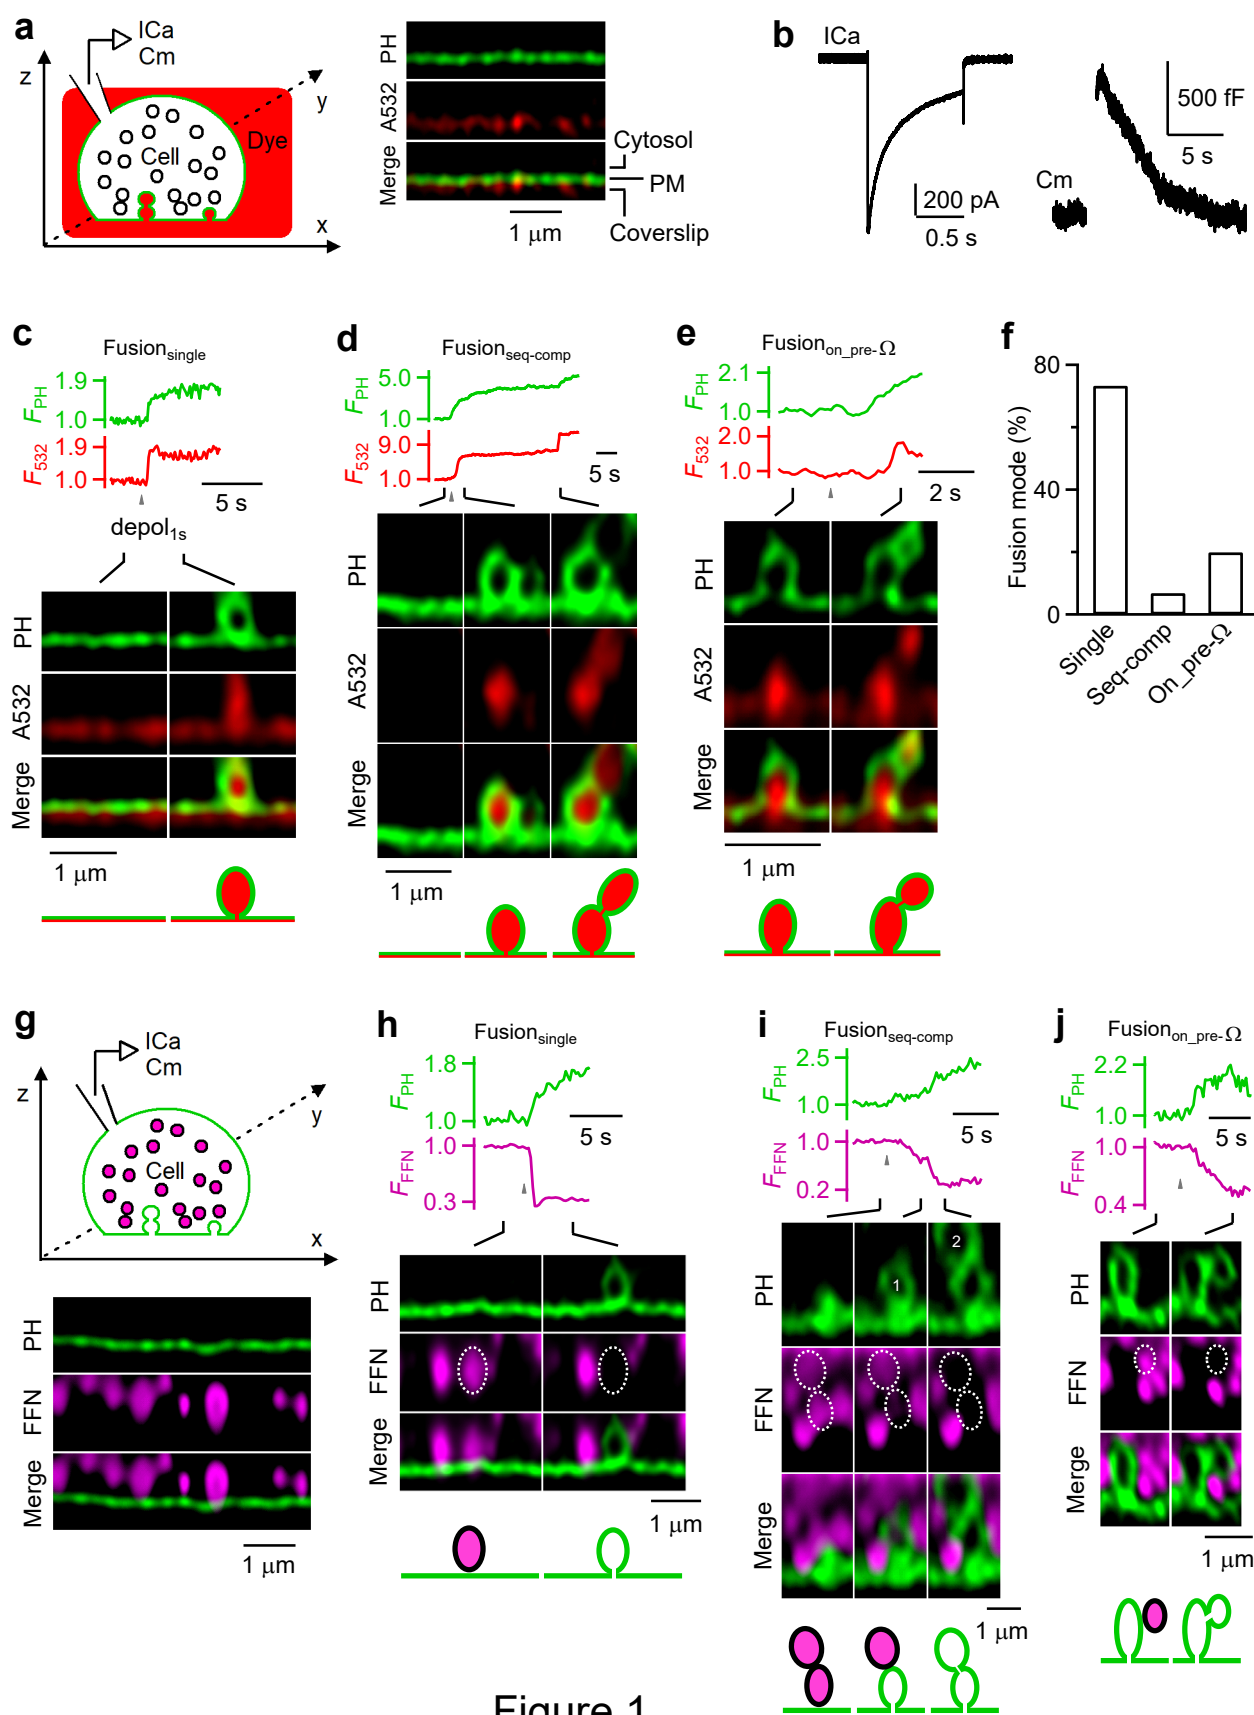 a
ICa
Cm
z
y
x
Cell
Dye
PH
A532
Merge
Cytosol
PM
Coverslip
1 μm
b
ICa
200 pA
0.5 s
Cm
500 fF
5 s
c
Fusionsingle
FPH
1.9
1.0
F532
1.9
1.0
5 s
depol1s
PH
A532
Merge
1 μm
d
Fusionseq-comp
FPH
5.0
1.0
F532
9.0
1.0
5 s
PH
A532
Merge
1 μm
e
Fusionon_pre-Ω
FPH
2.1
1.0
F532
2.0
1.0
2 s
PH
A532
Merge
1 μm
f
Fusion mode (%)
80
40
0
Single
Seq-comp
On_pre-Ω
g
ICa
Cm
z
y
x
Cell
PH
FFN
Merge
1 μm
h
Fusionsingle
FPH
1.8
1.0
FFFN
1.0
0.3
5 s
PH
FFN
Merge
1 μm
i
Fusionseq-comp
FPH
2.5
1.0
FFFN
1.0
0.2
5 s
PH
1
2
FFN
Merge
1 μm
j
Fusionon_pre-Ω
FPH
2.2
1.0
FFFN
1.0
0.4
5 s
PH
FFN
Merge
1 μm
Figure 1